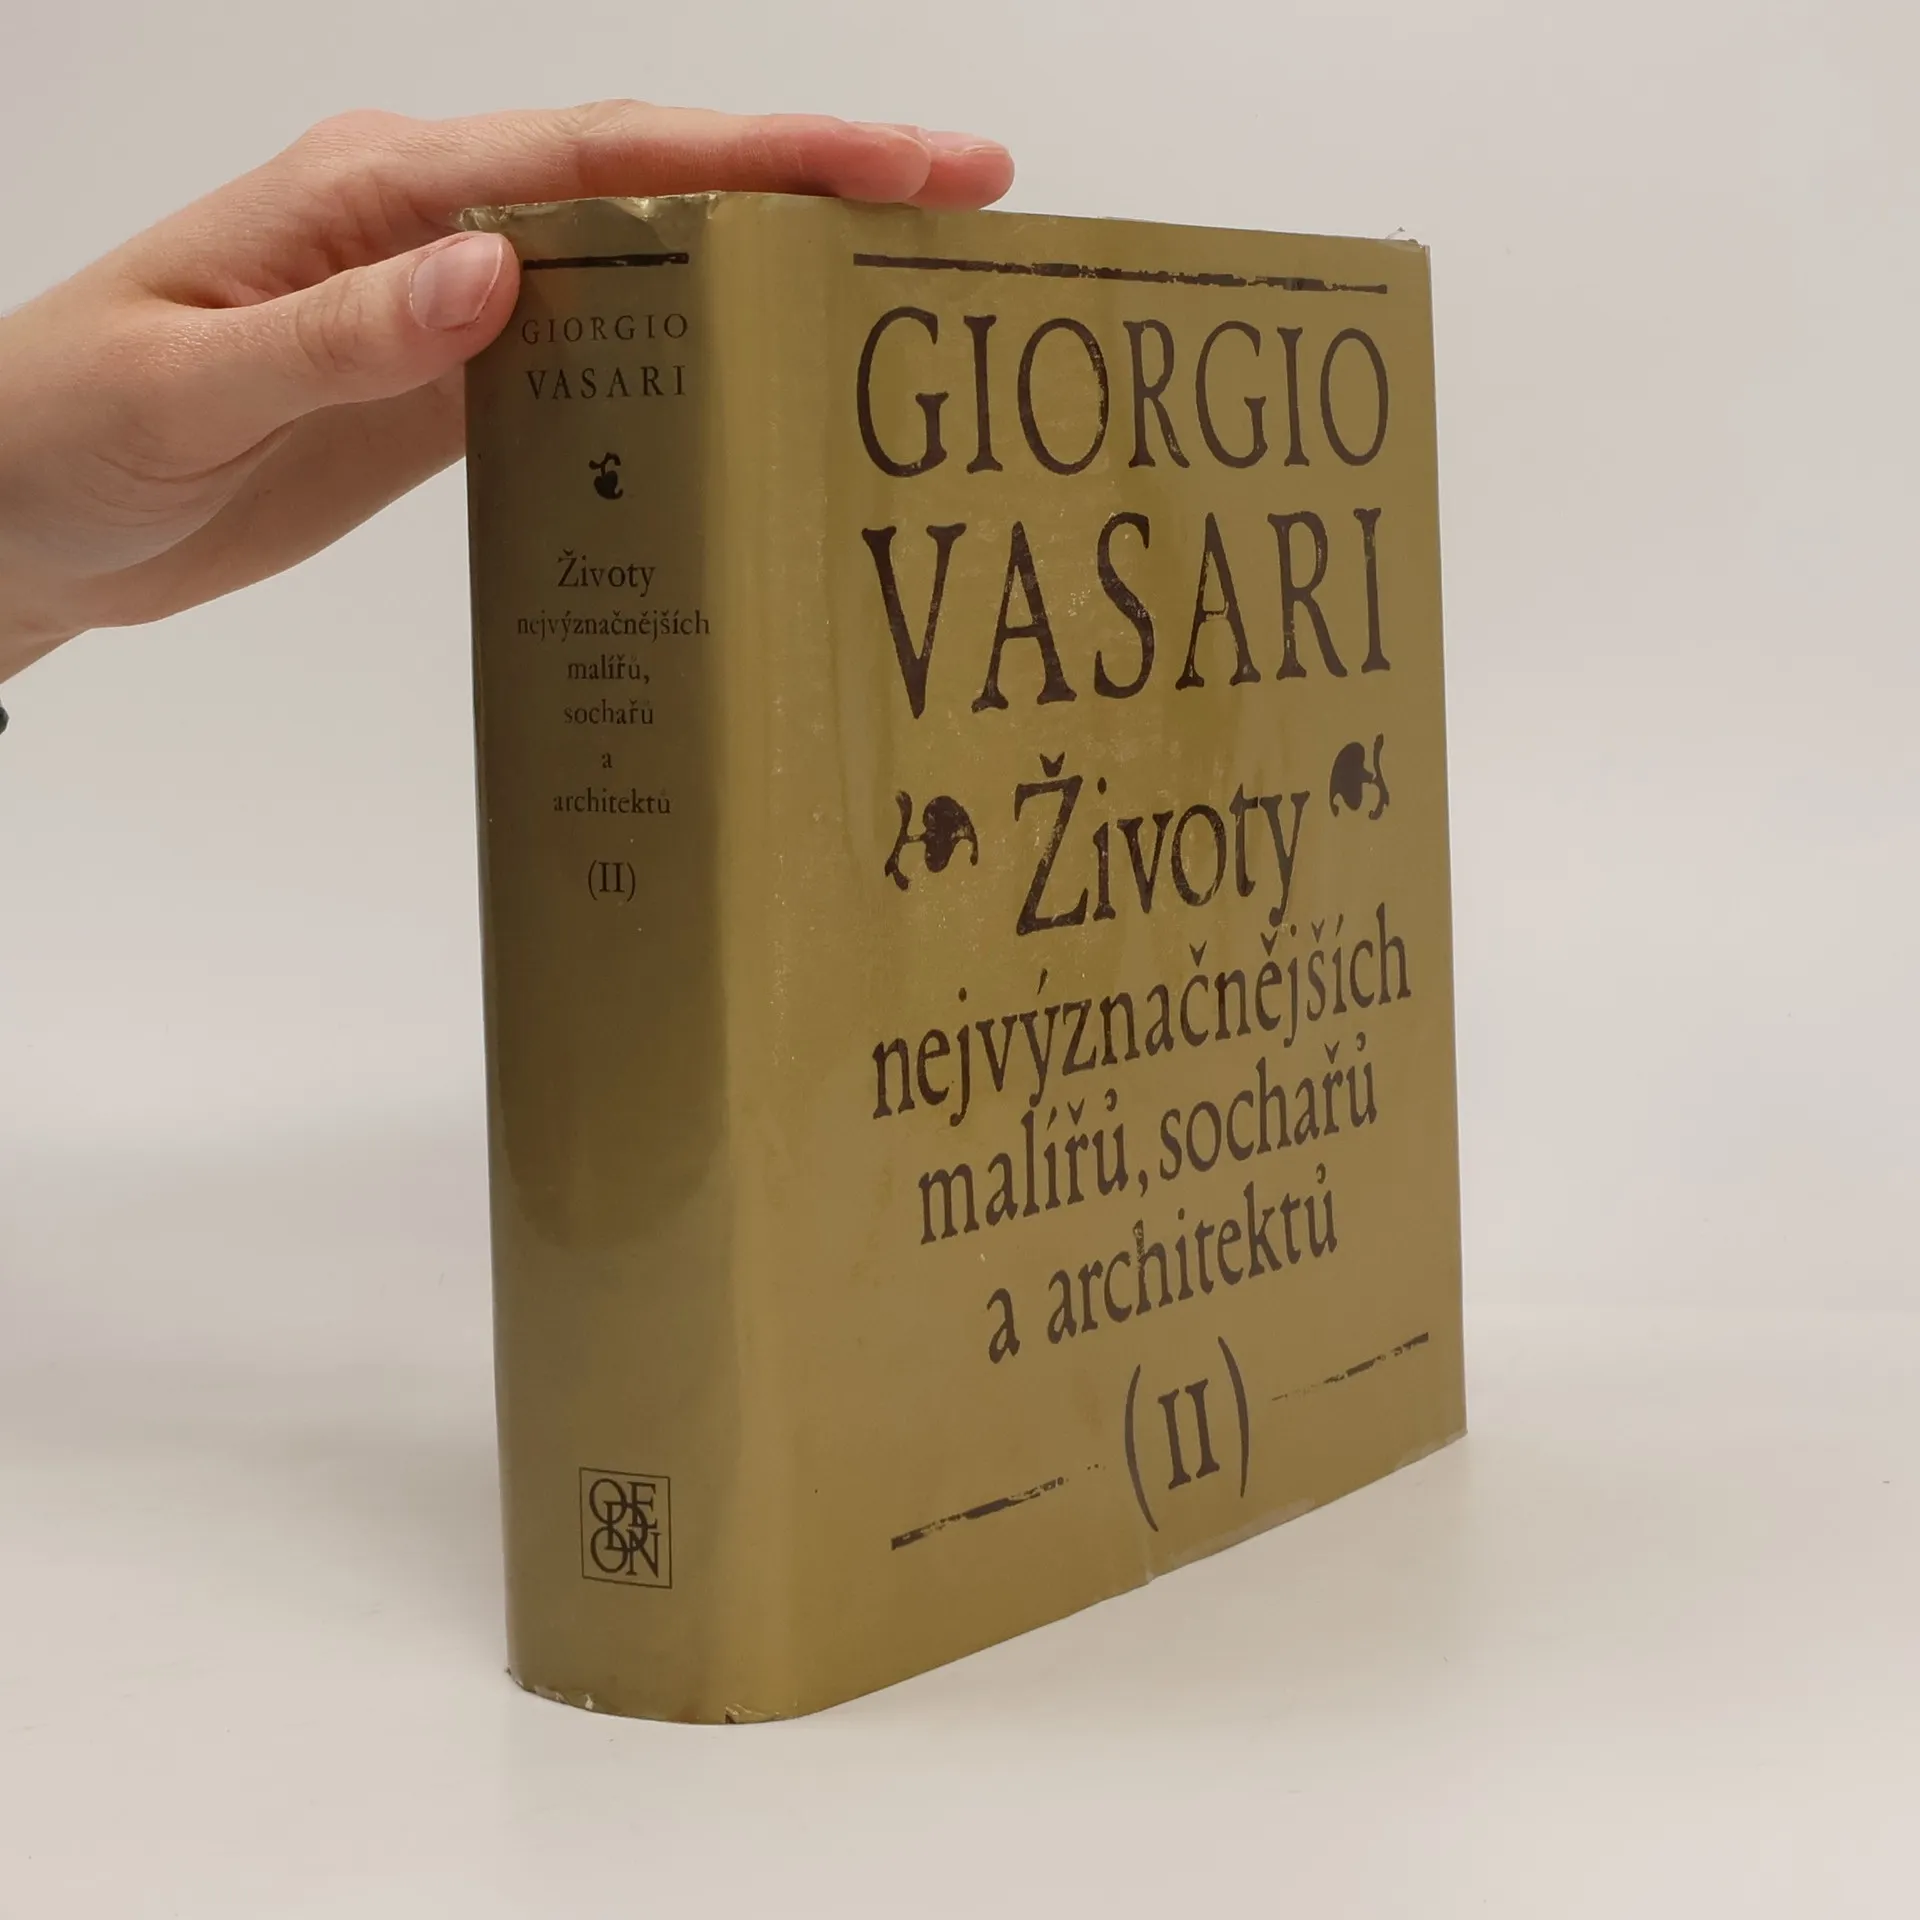 GIORGIO
VASARI
Životy
nejvýznačnějších
malířů,
sochařů
a
architektů
(II)
ODEON
GIORGIO
VASARI
Životy
nejvýznačnějších
malířů, sochařů
a architektů
(II)